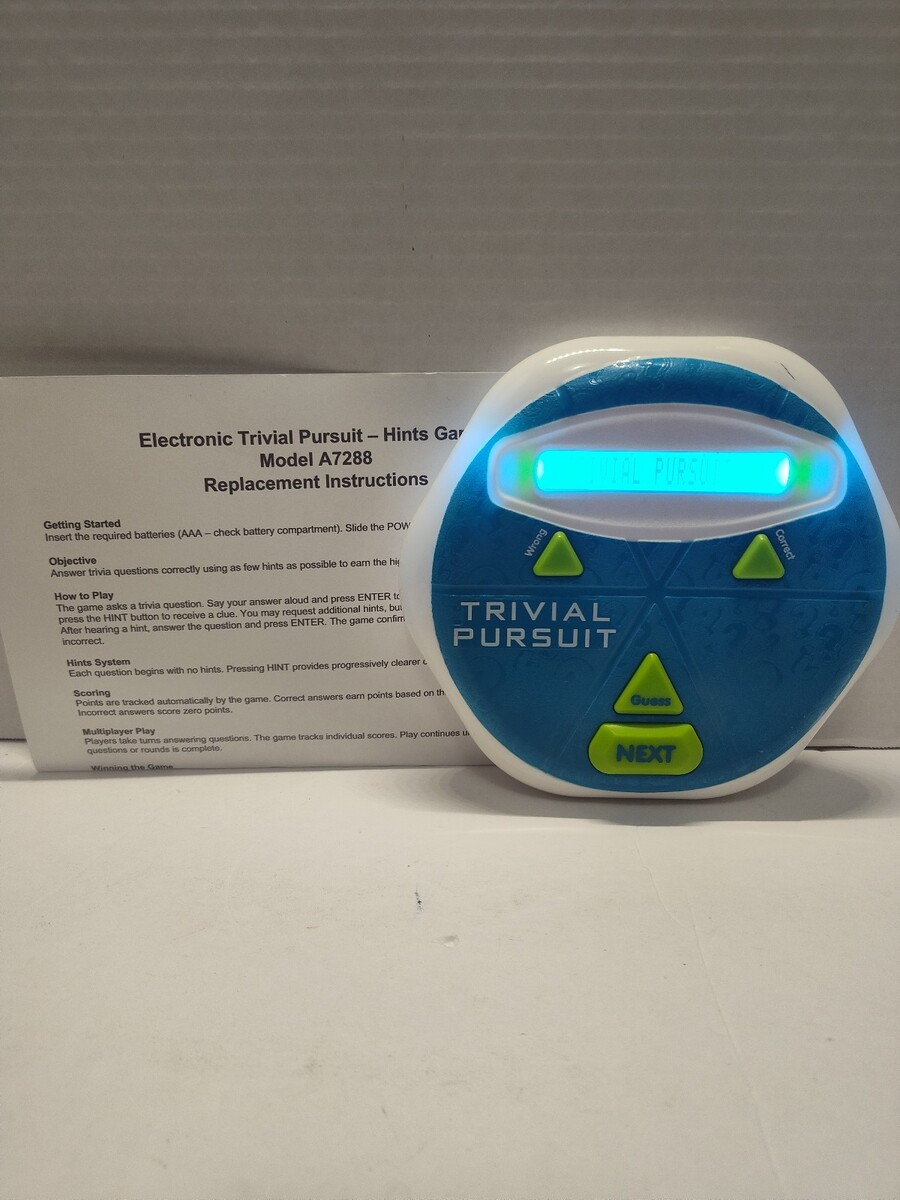 Electronic Trivial Pursuit – Hints Ga
Model A7288
Replacement Instructions
Getting Started
Insert the required batteries (AAA – check battery compartment). Slide the POW
Objective
Answer trivia questions correctly using as few hints as possible to earn the hi
How to Play
The game asks a trivia question. Say your answer aloud and press ENTER to
press the HINT button to receive a clue. You may request additional hints, bu
After hearing a hint, answer the question and press ENTER. The game confirm
incorrect.
Hints System
Each question begins with no hints. Pressing HINT provides progressively clearer
Scoring
Points are tracked automatically by the game. Correct answers earn points based on th
Incorrect answers score zero points.
Multiplayer Play
Players take turns answering questions. The game tracks individual scores. Play continues
questions or rounds is complete.
Winning the Game
TRIVIAL PURSUIT
Wrong
Correct
TRIVIAL
PURSUIT
Guess
NEXT